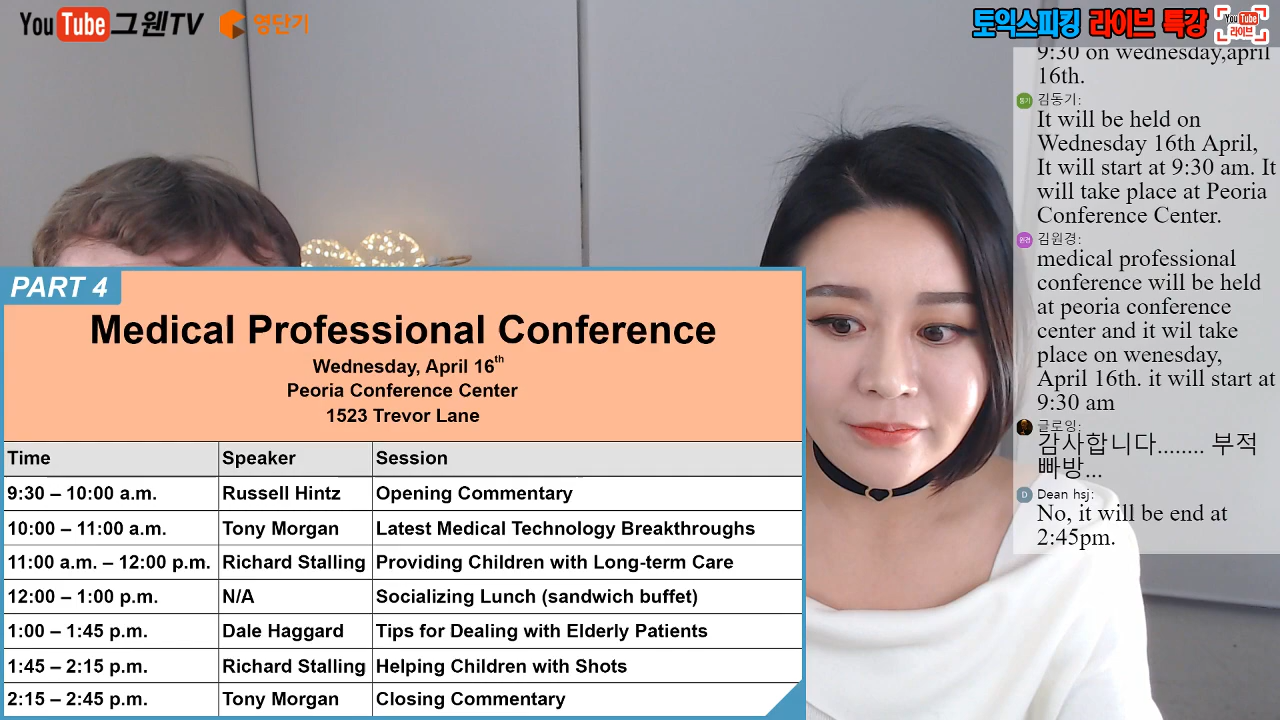 YouTube 그웬TV 영단기
토익스피킹 라이브 특강 YouTube 라이브
PART 4
Medical Professional Conference
Wednesday, April 16th
Peoria Conference Center
1523 Trevor Lane
Time Speaker Session
9:30 – 10:00 a.m. Russell Hintz Opening Commentary
10:00 – 11:00 a.m. Tony Morgan Latest Medical Technology Breakthroughs
11:00 a.m. – 12:00 p.m. Richard Stalling Providing Children with Long-term Care
12:00 – 1:00 p.m. N/A Socializing Lunch (sandwich buffet)
1:00 – 1:45 p.m. Dale Haggard Tips for Dealing with Elderly Patients
1:45 – 2:15 p.m. Richard Stalling Helping Children with Shots
2:15 – 2:45 p.m. Tony Morgan Closing Commentary
9:30 on wednesday,april
16th.
동기 김동기:
It will be held on
Wednesday 16th April,
It will start at 9:30 am. It
will take place at Peoria
Conference Center.
원경 김원경:
medical professional
conference will be held
at peoria conference
center and it wil take
place on wenesday,
April 16th. it will start at
9:30 am
글로잉:
감사합니다........ 부적
빠방...
D Dean hsj:
No, it will be end at
2:45pm.